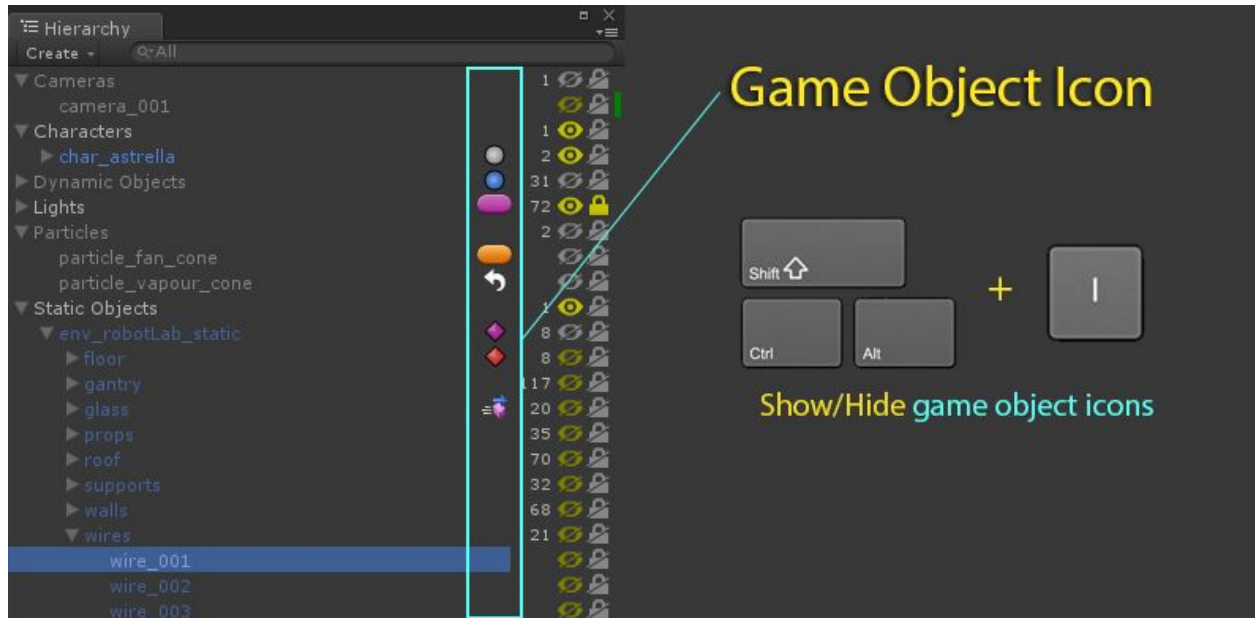 Hierarchy
Create
All
Cameras 1
camera_001
Characters 1
char_astrella 2
Dynamic Objects 31
Lights 72
Particles 2
particle_fan_cone
particle_vapour_cone
Static Objects 1
env_robotLab_static 8
floor 8
gantry 117
glass 20
props 35
roof 70
supports 32
walls 68
wires 21
wire_001
wire_002
wire_003
Game Object Icon
Shift
+
I
Ctrl
Alt
Show/Hide game object icons